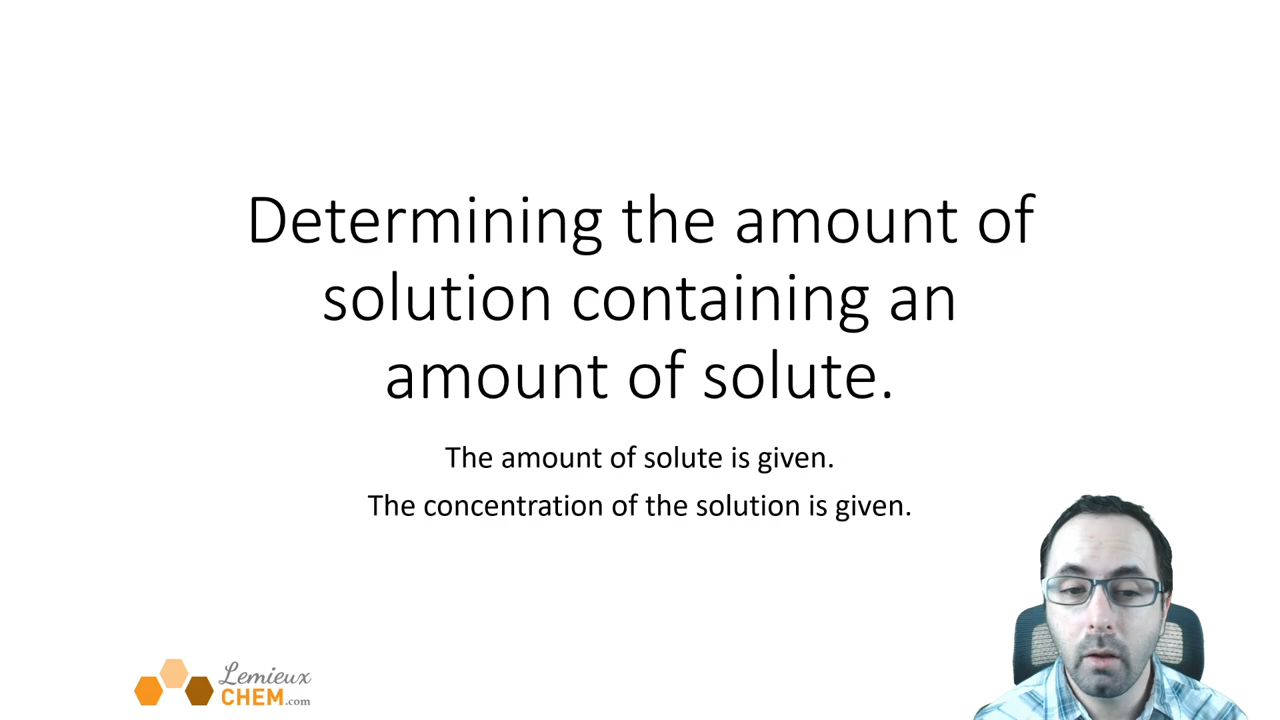 Determining the amount of
solution containing an
amount of solute.
The amount of solute is given.
The concentration of the solution is given.
Lemieux
CHEM.com